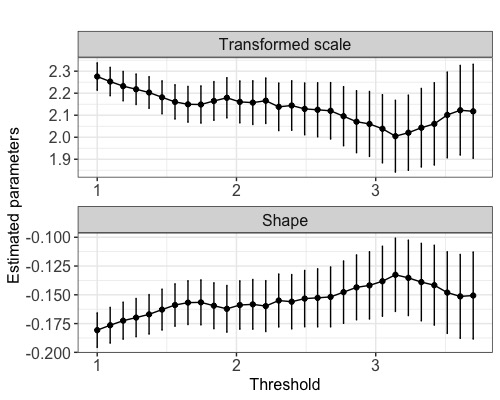 Transformed scale
2.3
2.2
2.1
2.0
1.9
1 2 3
Shape
-0.100
-0.125
-0.150
-0.175
-0.200
1 2 3
Threshold
Estimated parameters